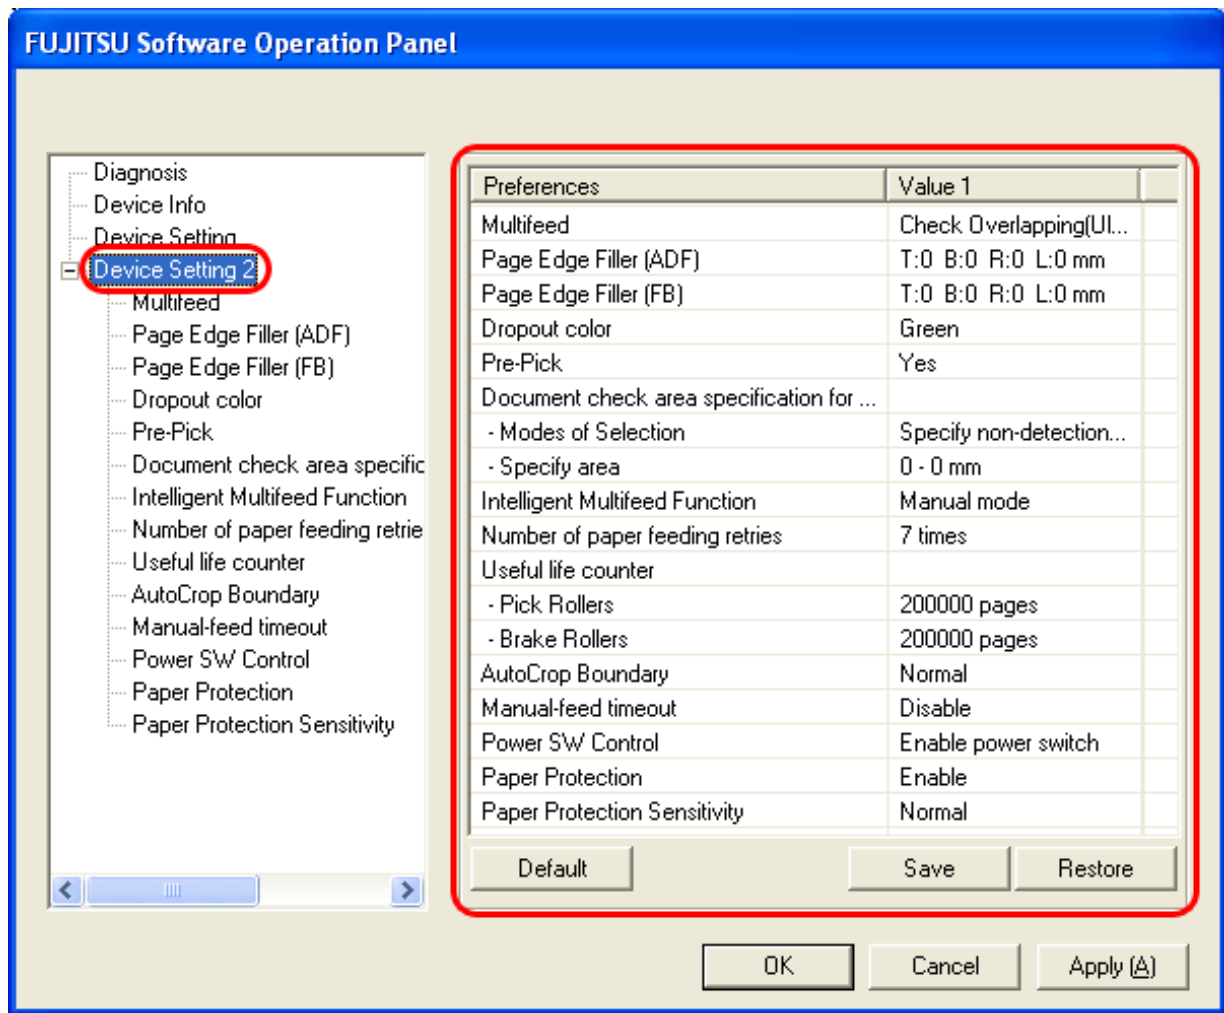 FUJITSU Software Operation Panel
Diagnosis
Device Info
Device Setting
Device Setting 2
Multifeed
Page Edge Filler (ADF)
Page Edge Filler (FB)
Dropout color
Pre-Pick
Document check area specific
Intelligent Multifeed Function
Number of paper feeding retrie
Useful life counter
AutoCrop Boundary
Manual-feed timeout
Power SW Control
Paper Protection
Paper Protection Sensitivity
Preferences Value 1
Multifeed Check Overlapping(Ul...
Page Edge Filler (ADF) T:0 B:0 R:0 L:0 mm
Page Edge Filler (FB) T:0 B:0 R:0 L:0 mm
Dropout color Green
Pre-Pick Yes
Document check area specification for ...
- Modes of Selection Specify non-detection...
- Specify area 0 - 0 mm
Intelligent Multifeed Function Manual mode
Number of paper feeding retries 7 times
Useful life counter
- Pick Rollers 200000 pages
- Brake Rollers 200000 pages
AutoCrop Boundary Normal
Manual-feed timeout Disable
Power SW Control Enable power switch
Paper Protection Enable
Paper Protection Sensitivity Normal
Default Save Restore
OK Cancel Apply (A)